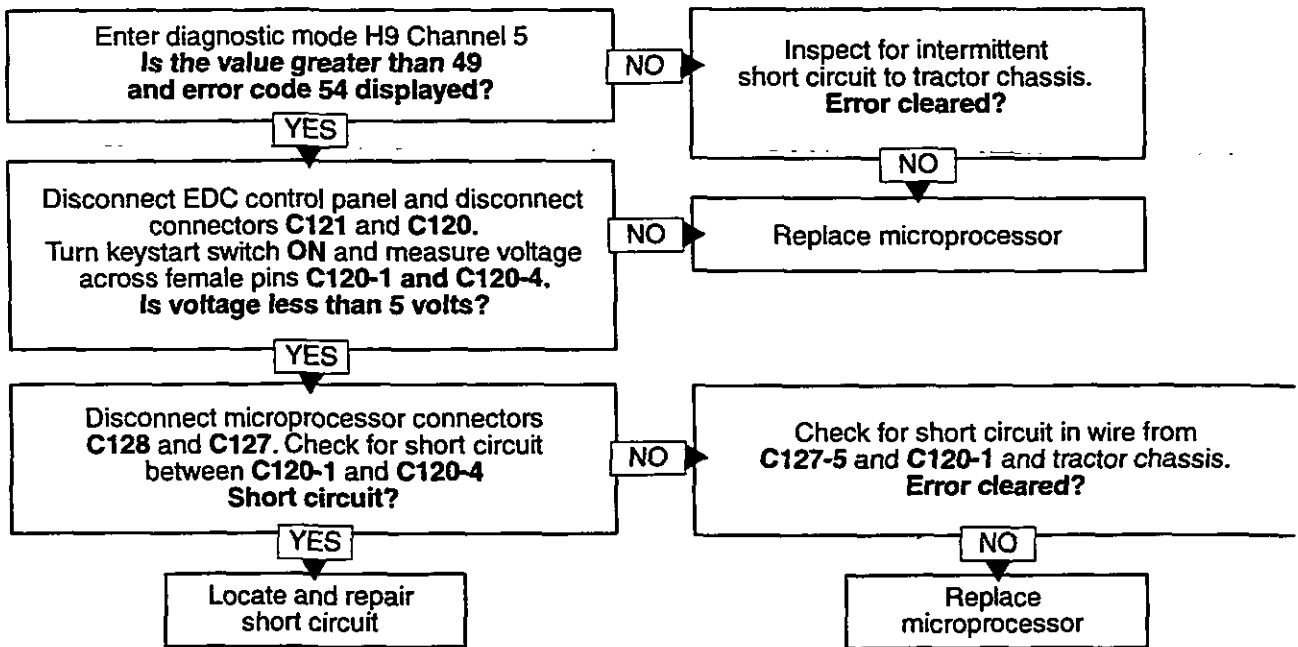 Enter diagnostic mode H9 Channel 5
Is the value greater than 49
and error code 54 displayed?
NO
Inspect for intermittent
short circuit to tractor chassis.
Error cleared?
YES
NO
Disconnect EDC control panel and disconnect
connectors C121 and C120.
Turn keystart switch ON and measure voltage
across female pins C120-1 and C120-4.
Is voltage less than 5 volts?
NO
Replace microprocessor
YES
Disconnect microprocessor connectors
C128 and C127. Check for short circuit
between C120-1 and C120-4
Short circuit?
NO
Check for short circuit in wire from
C127-5 and C120-1 and tractor chassis.
Error cleared?
YES
NO
Locate and repair
short circuit
Replace
microprocessor